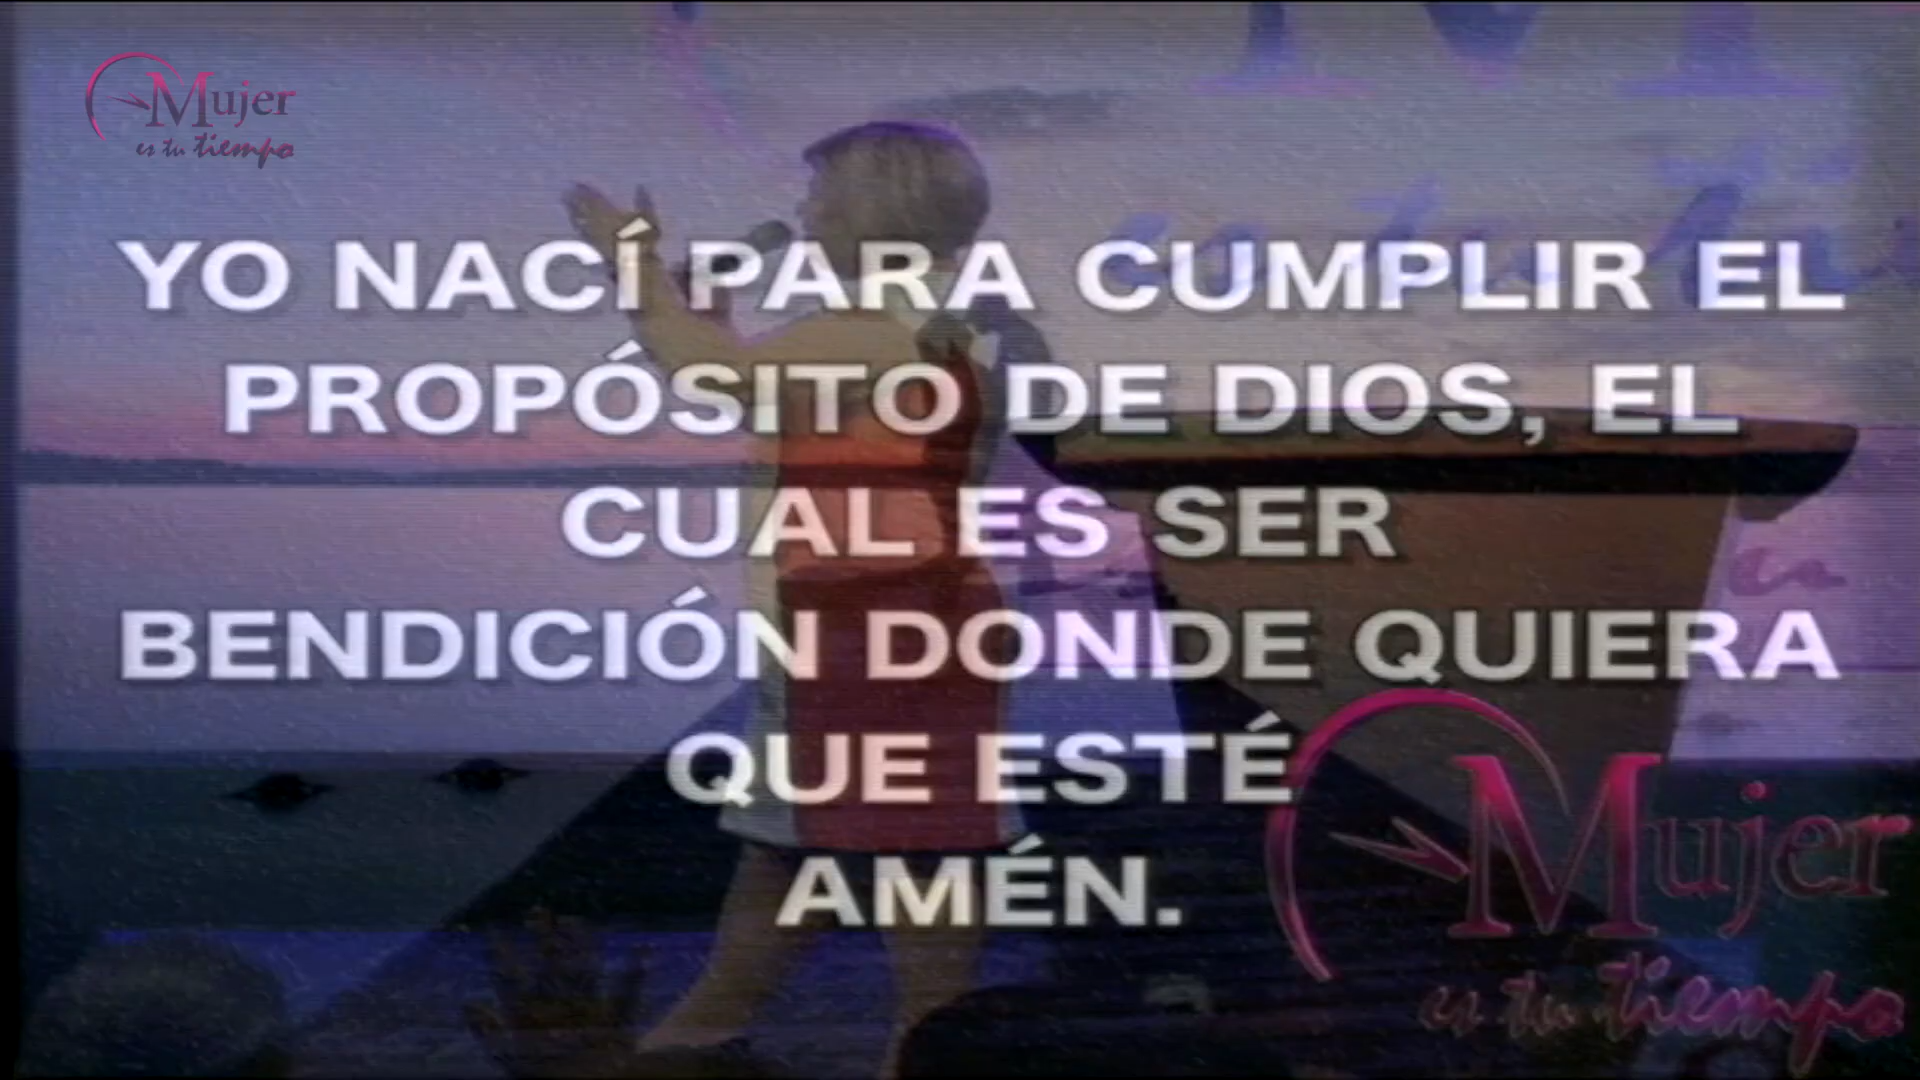 Mujer
es tu tiempo
YO NACÍ PARA CUMPLIR EL
PROPÓSITO DE DIOS, EL
CUAL ES SER
BENDICIÓN DONDE QUIERA
QUE ESTÉ
AMÉN.
Mujer
es tu tiempo